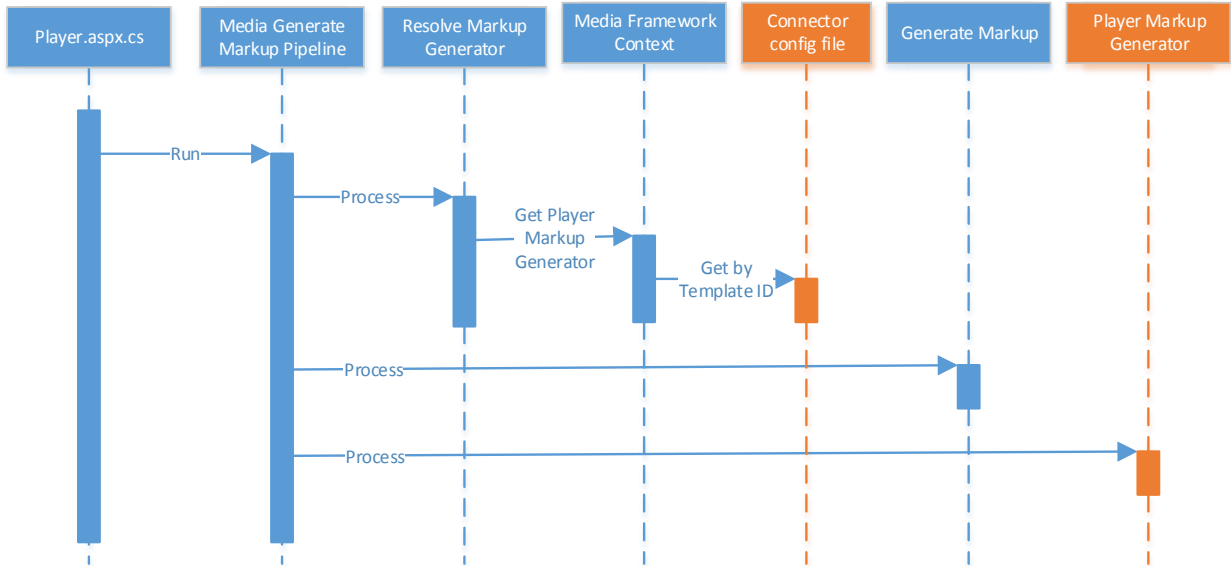 Player.aspx.cs
Media Generate
Markup Pipeline
Resolve Markup
Generator
Media Framework
Context
Connector
config file
Generate Markup
Player Markup
Generator
Run
Process
Get Player
Markup
Generator
Get by
Template ID
Process
Process